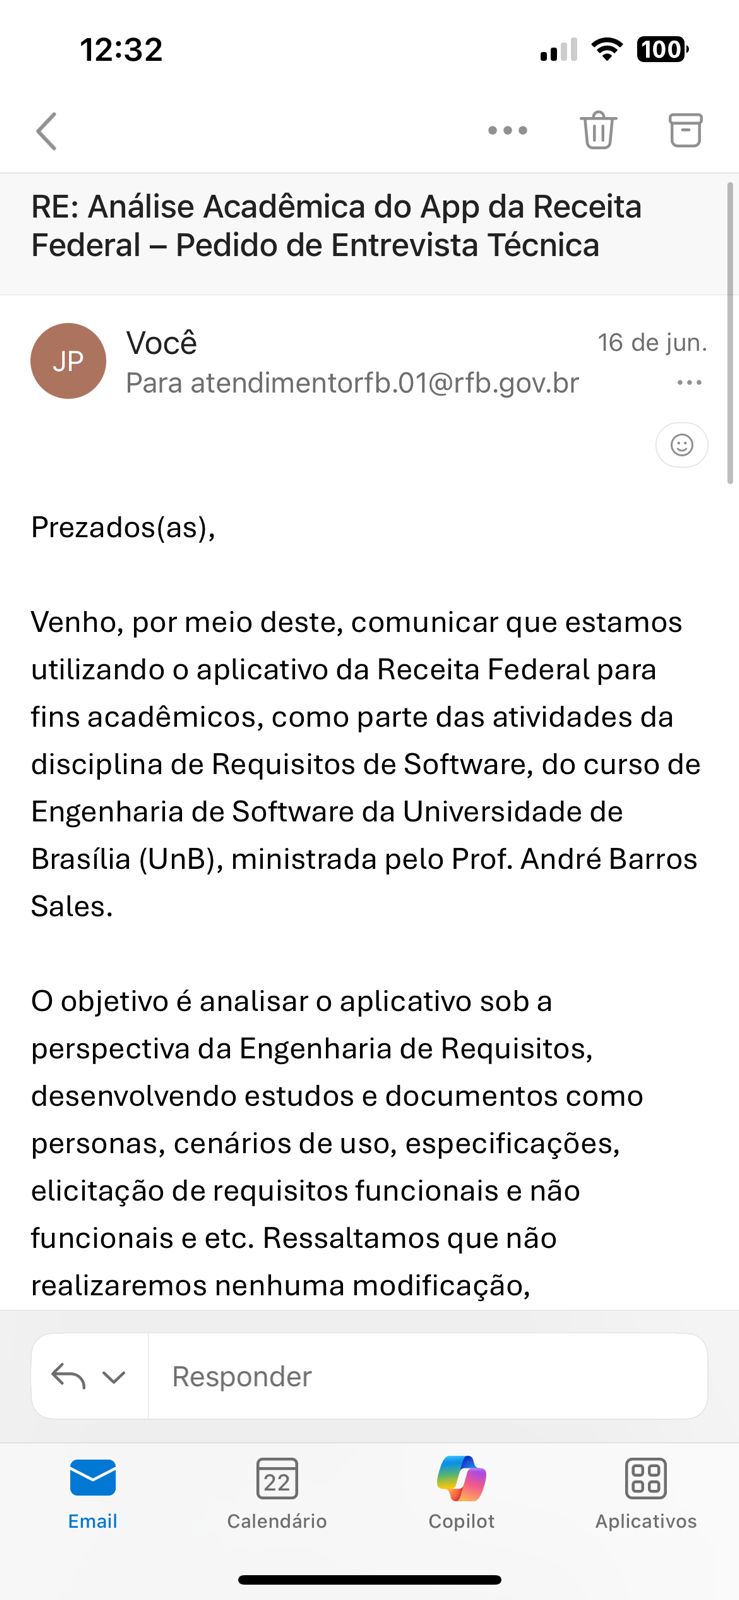 12:32
100
RE: Análise Acadêmica do App da Receita
Federal – Pedido de Entrevista Técnica
JP
Você
16 de jun.
Para atendimentorfb.01@rfb.gov.br
Prezados(as),
Venho, por meio deste, comunicar que estamos
utilizando o aplicativo da Receita Federal para
fins acadêmicos, como parte das atividades da
disciplina de Requisitos de Software, do curso de
Engenharia de Software da Universidade de
Brasília (UnB), ministrada pelo Prof. André Barros
Sales.
O objetivo é analisar o aplicativo sob a
perspectiva da Engenharia de Requisitos,
desenvolvendo estudos e documentos como
personas, cenários de uso, especificações,
elicitação de requisitos funcionais e não
funcionais e etc. Ressaltamos que não
realizaremos nenhuma modificação,
Responder
22
Email
Calendário
Copilot
Aplicativos